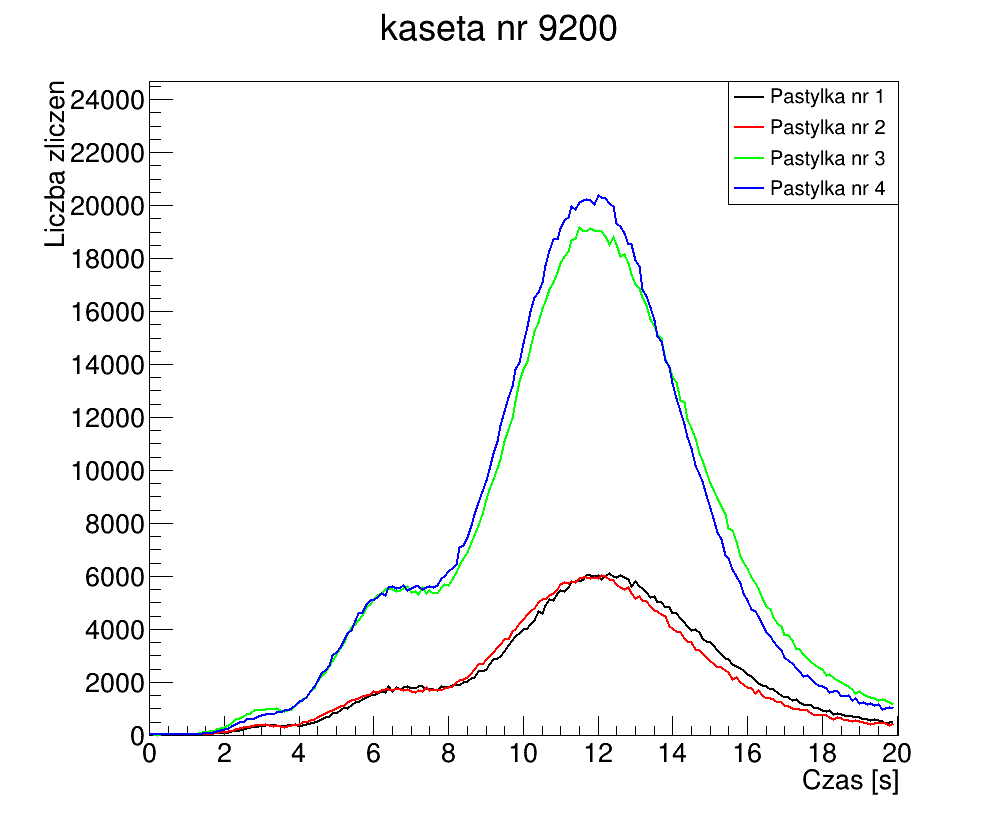 kaseta nr 9200
Liczba zliczen
24000
22000
20000
18000
16000
14000
12000
10000
8000
6000
4000
2000
0
Pastylka nr 1
Pastylka nr 2
Pastylka nr 3
Pastylka nr 4
0 2 4 6 8 10 12 14 16 18 20
Czas [s]